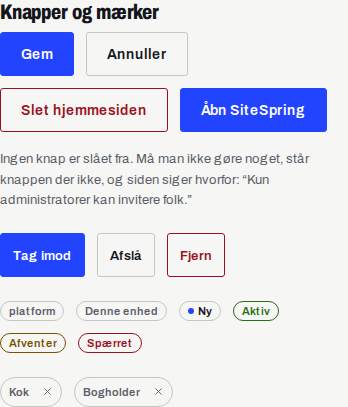 Knapper og mærker
Gem Annuller
Slet hjemmesiden Åbn SiteSpring
Ingen knap er slået fra. Må man ikke gøre noget, står
knappen der ikke, og siden siger hvorfor: “Kun
administratorer kan invitere folk.”
Tag imod Afslå Fjern
platform Denne enhed Ny Aktiv
Afventer Spærret
Kok × Bogholder ×